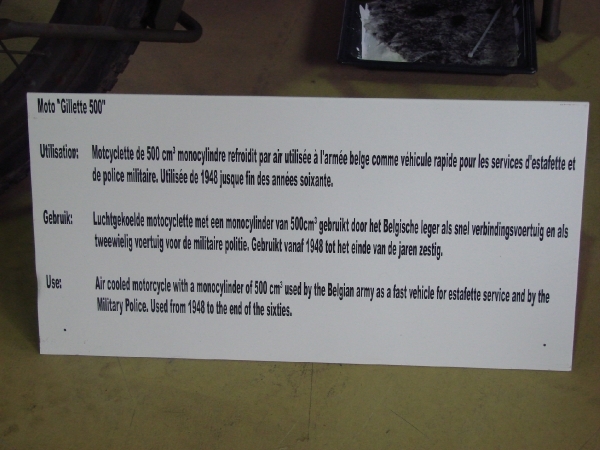 Moto "Gillette 500"
Utilisation: Motcyclette de 500 cm³ monocylindre refroidit par air utilisée à l'armée belge comme véhicule rapide pour les services d'estafette et
de police militaire. Utilisée de 1948 jusque fin des années soixante.
Gebruik: Luchtgekoelde motocyclette met een monocylinder van 500cm³ gebruikt door het Belgische leger als snel verbindingsvoertuig en als
tweewielig voertuig voor de militaire politie. Gebruikt vanaf 1948 tot het einde van de jaren zestig.
Use: Air cooled motorcycle with a monocylinder of 500 cm³ used by the Belgian army as a fast vehicle for estafette service and by the
Military Police. Used from 1948 to the end of the sixties.